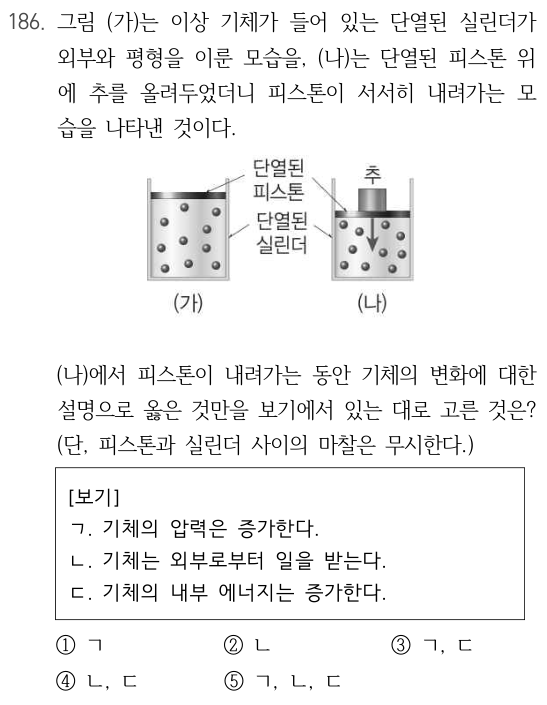 186. 그림 (가)는 이상 기체가 들어 있는 단열된 실린더가
외부와 평형을 이룬 모습을, (나)는 단열된 피스톤 위
에 추를 올려두었더니 피스톤이 서서히 내려가는 모
습을 나타낸 것이다.
단열된
피스톤
추
단열된
실린더
(가)
(나)
(나)에서 피스톤이 내려가는 동안 기체의 변화에 대한
설명으로 옳은 것만을 보기에서 있는 대로 고른 것은?
(단, 피스톤과 실린더 사이의 마찰은 무시한다.)
[보기]
ㄱ. 기체의 압력은 증가한다.
ㄴ. 기체는 외부로부터 일을 받는다.
ㄷ. 기체의 내부 에너지는 증가한다.
① ㄱ ② ㄴ ③ ㄱ, ㄷ
④ ㄴ, ㄷ ⑤ ㄱ, ㄴ, ㄷ